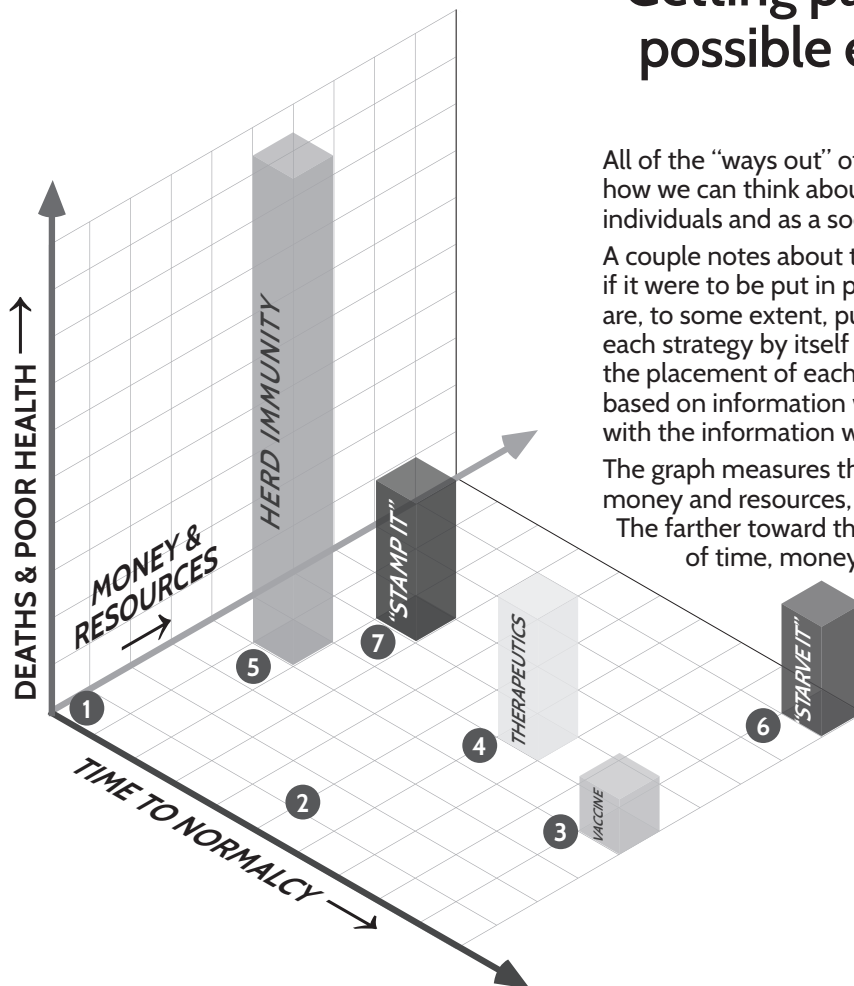 possible e
All of the “ways out” of
how we can think abou
individuals and as a so
A couple notes about t
if it were to be put in p
are, to some extent, pu
each strategy by itself
the placement of each
based on information
with the information w
The graph measures th
money and resources,
The farther toward th
of time, money
DEATHS & POOR HEALTH
MONEY &
RESOURCES
TIME TO NORMALCY
HERD IMMUNITY
“STAMP IT”
THERAPEUTICS
VACCINE
“STARVE IT”
1
2
3
4
5
6
7